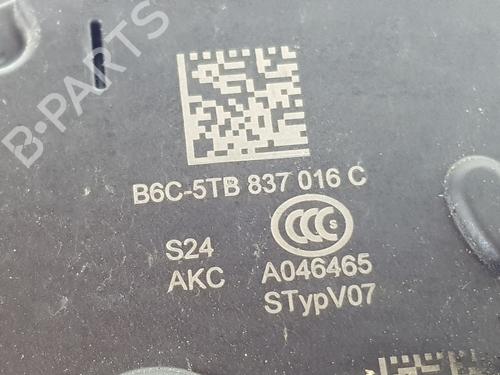 B-PARTS
B6C-5TB 837 016 C
CCC S
S24
AKC A046465
STypV07